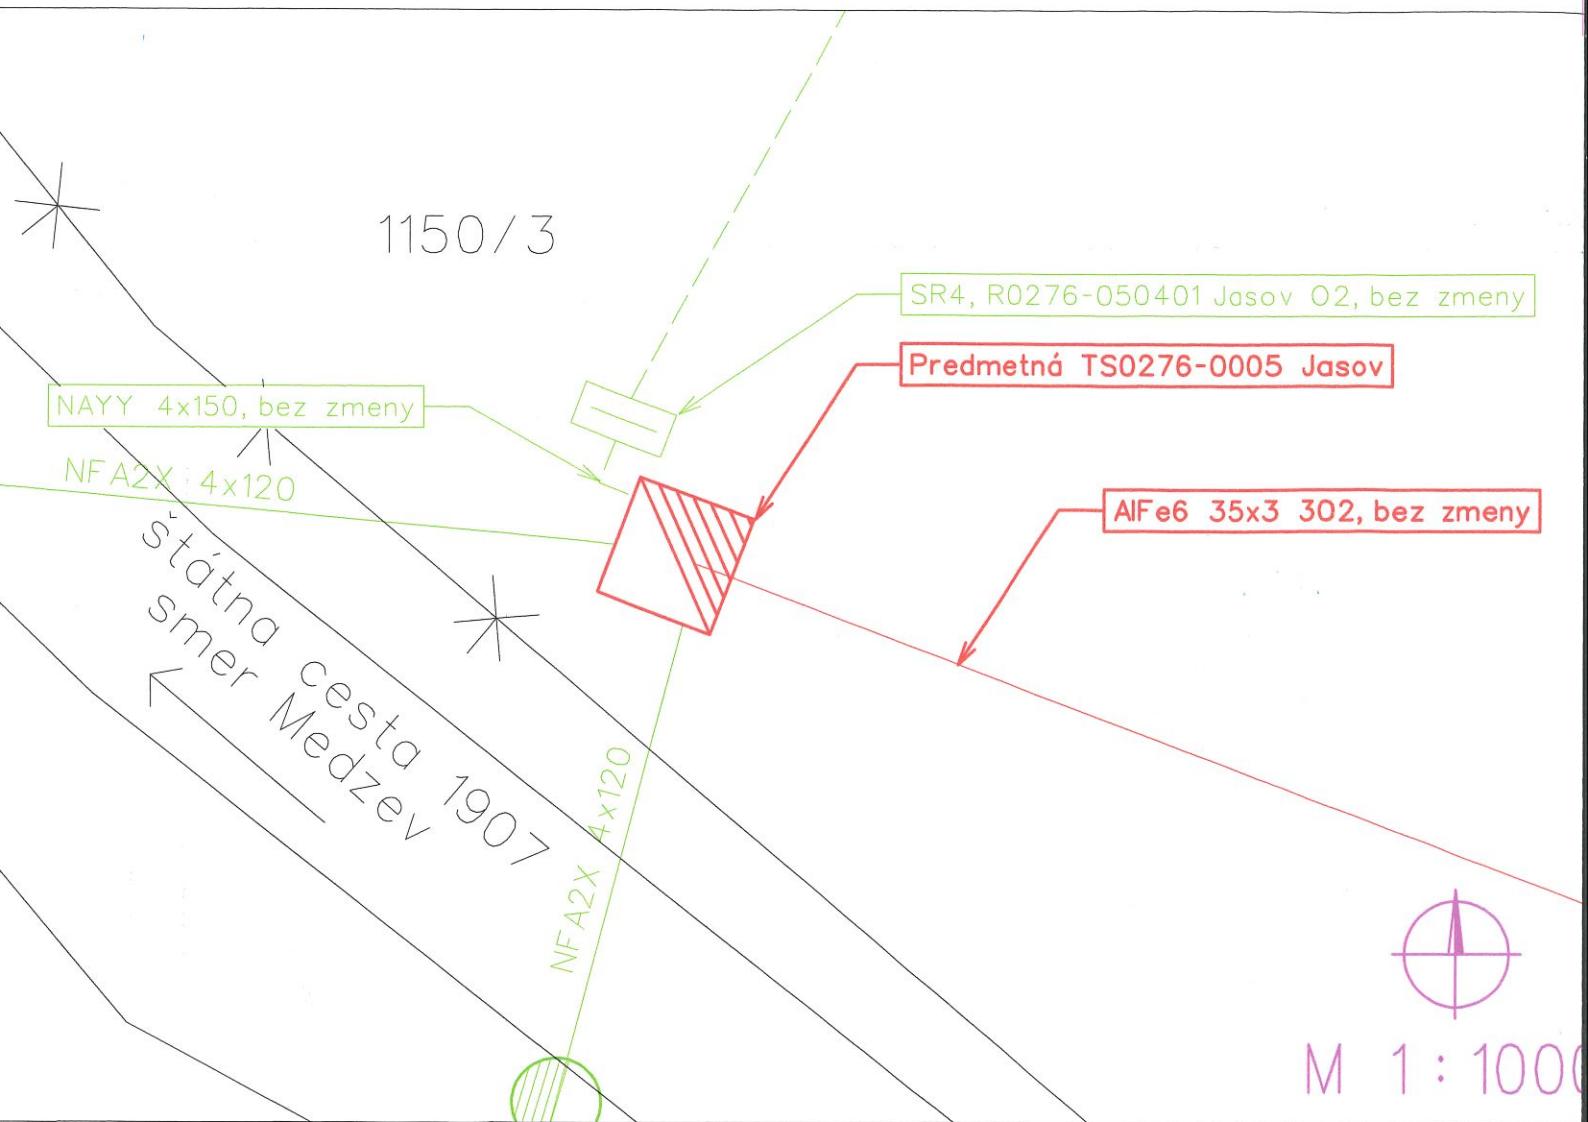 1150/3
SR4, R0276-050401 Jasov O2, bez zmeny
Predmetná TS0276-0005 Jasov
NAYY 4x150, bez zmeny
NFA2X 4x120
AlFe6 35x3 302, bez zmeny
štátna cesta 1907
smer Medzev
NFA2X 4x120
M 1:1000